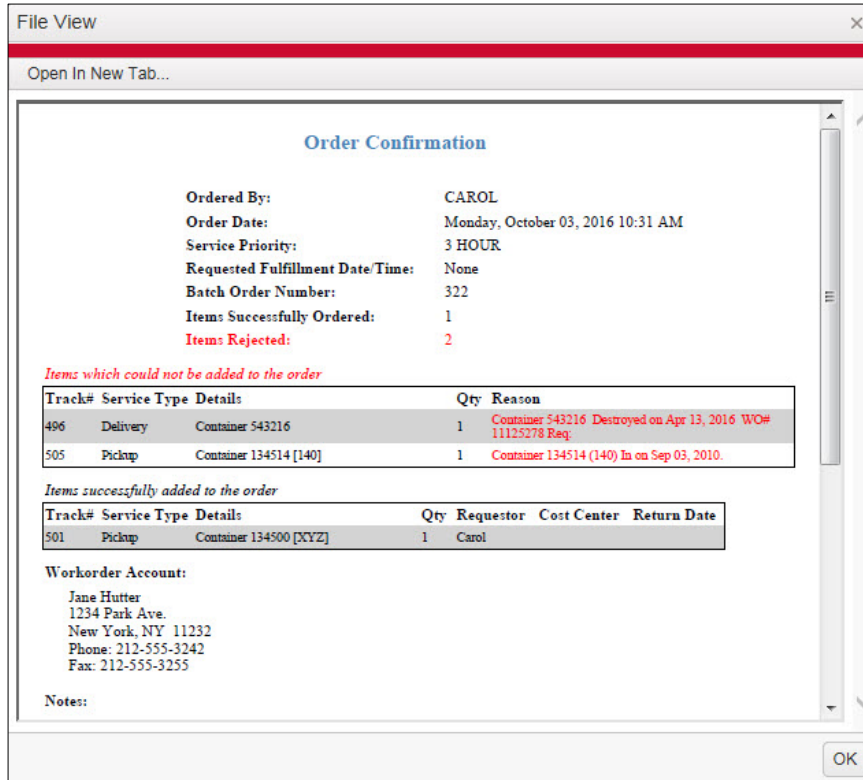 File View
Open In New Tab...
Order Confirmation
Ordered By: CAROL
Order Date: Monday, October 03, 2016 10:31 AM
Service Priority: 3 HOUR
Requested Fulfillment Date/Time: None
Batch Order Number: 322
Items Successfully Ordered: 1
Items Rejected: 2
Items which could not be added to the order
Track# Service Type Details Qty Reason
496 Delivery Container 543216 1 Container 543216 Destroyed on Apr 13, 2016 WO#
11125278 Req:
505 Pickup Container 134514 [140] 1 Container 134514 (140) In on Sep 03, 2010.
Items successfully added to the order
Track# Service Type Details Qty Requestor Cost Center Return Date
501 Pickup Container 134500 [XYZ] 1 Carol
Workorder Account:
Jane Hutter
1234 Park Ave.
New York, NY 11232
Phone: 212-555-3242
Fax: 212-555-3255
Notes:
OK